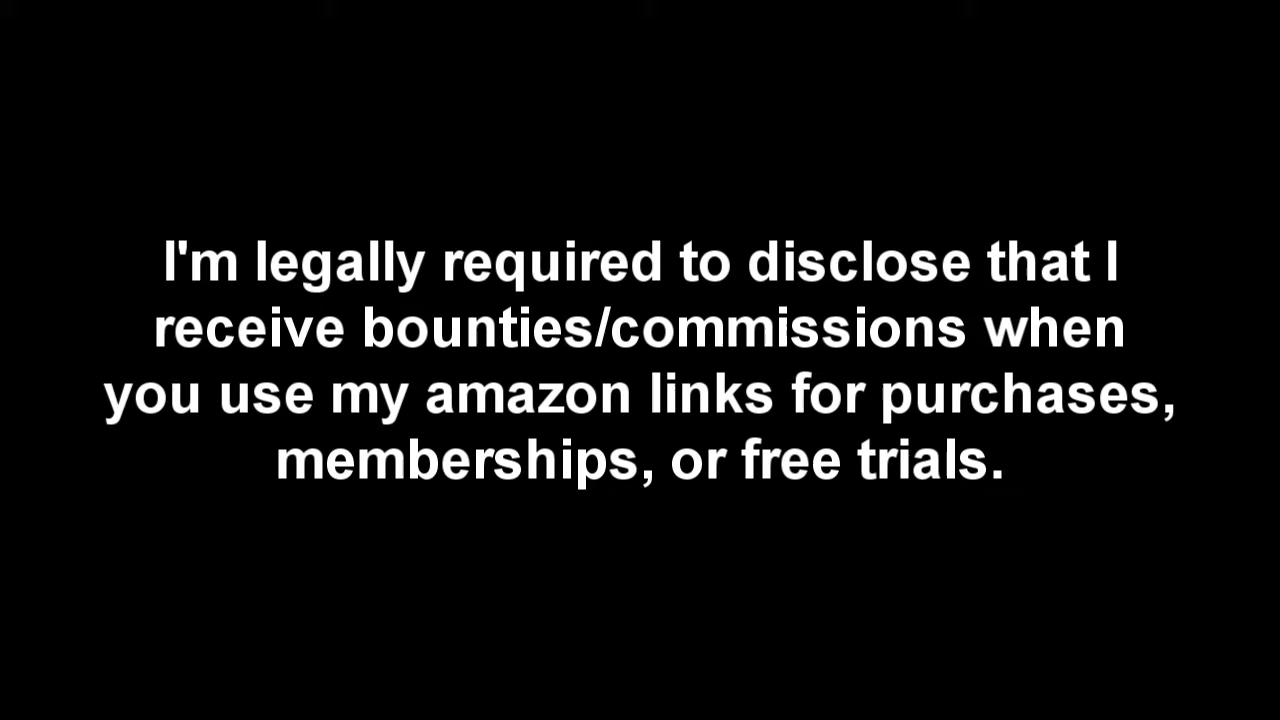 I'm legally required to disclose that I
receive bounties/commissions when
you use my amazon links for purchases,
memberships, or free trials.